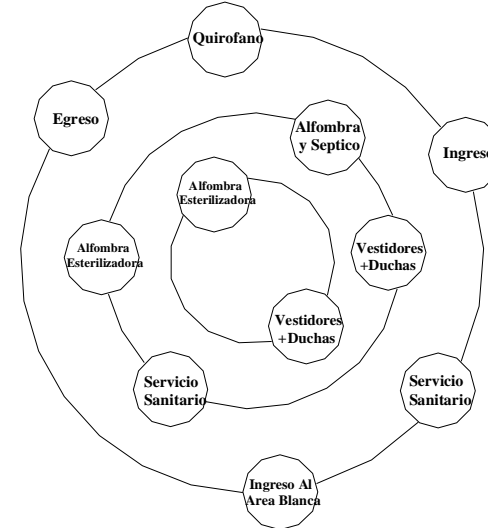 Quirofano
Egreso
Alfombra
y Septico
Ingreso
Alfombra
Esterilizadora
Alfombra
Esterilizadora
Vestidores
+Duchas
Vestidores
+Duchas
Servicio
Sanitario
Servicio
Sanitario
Ingreso Al
Area Blanca